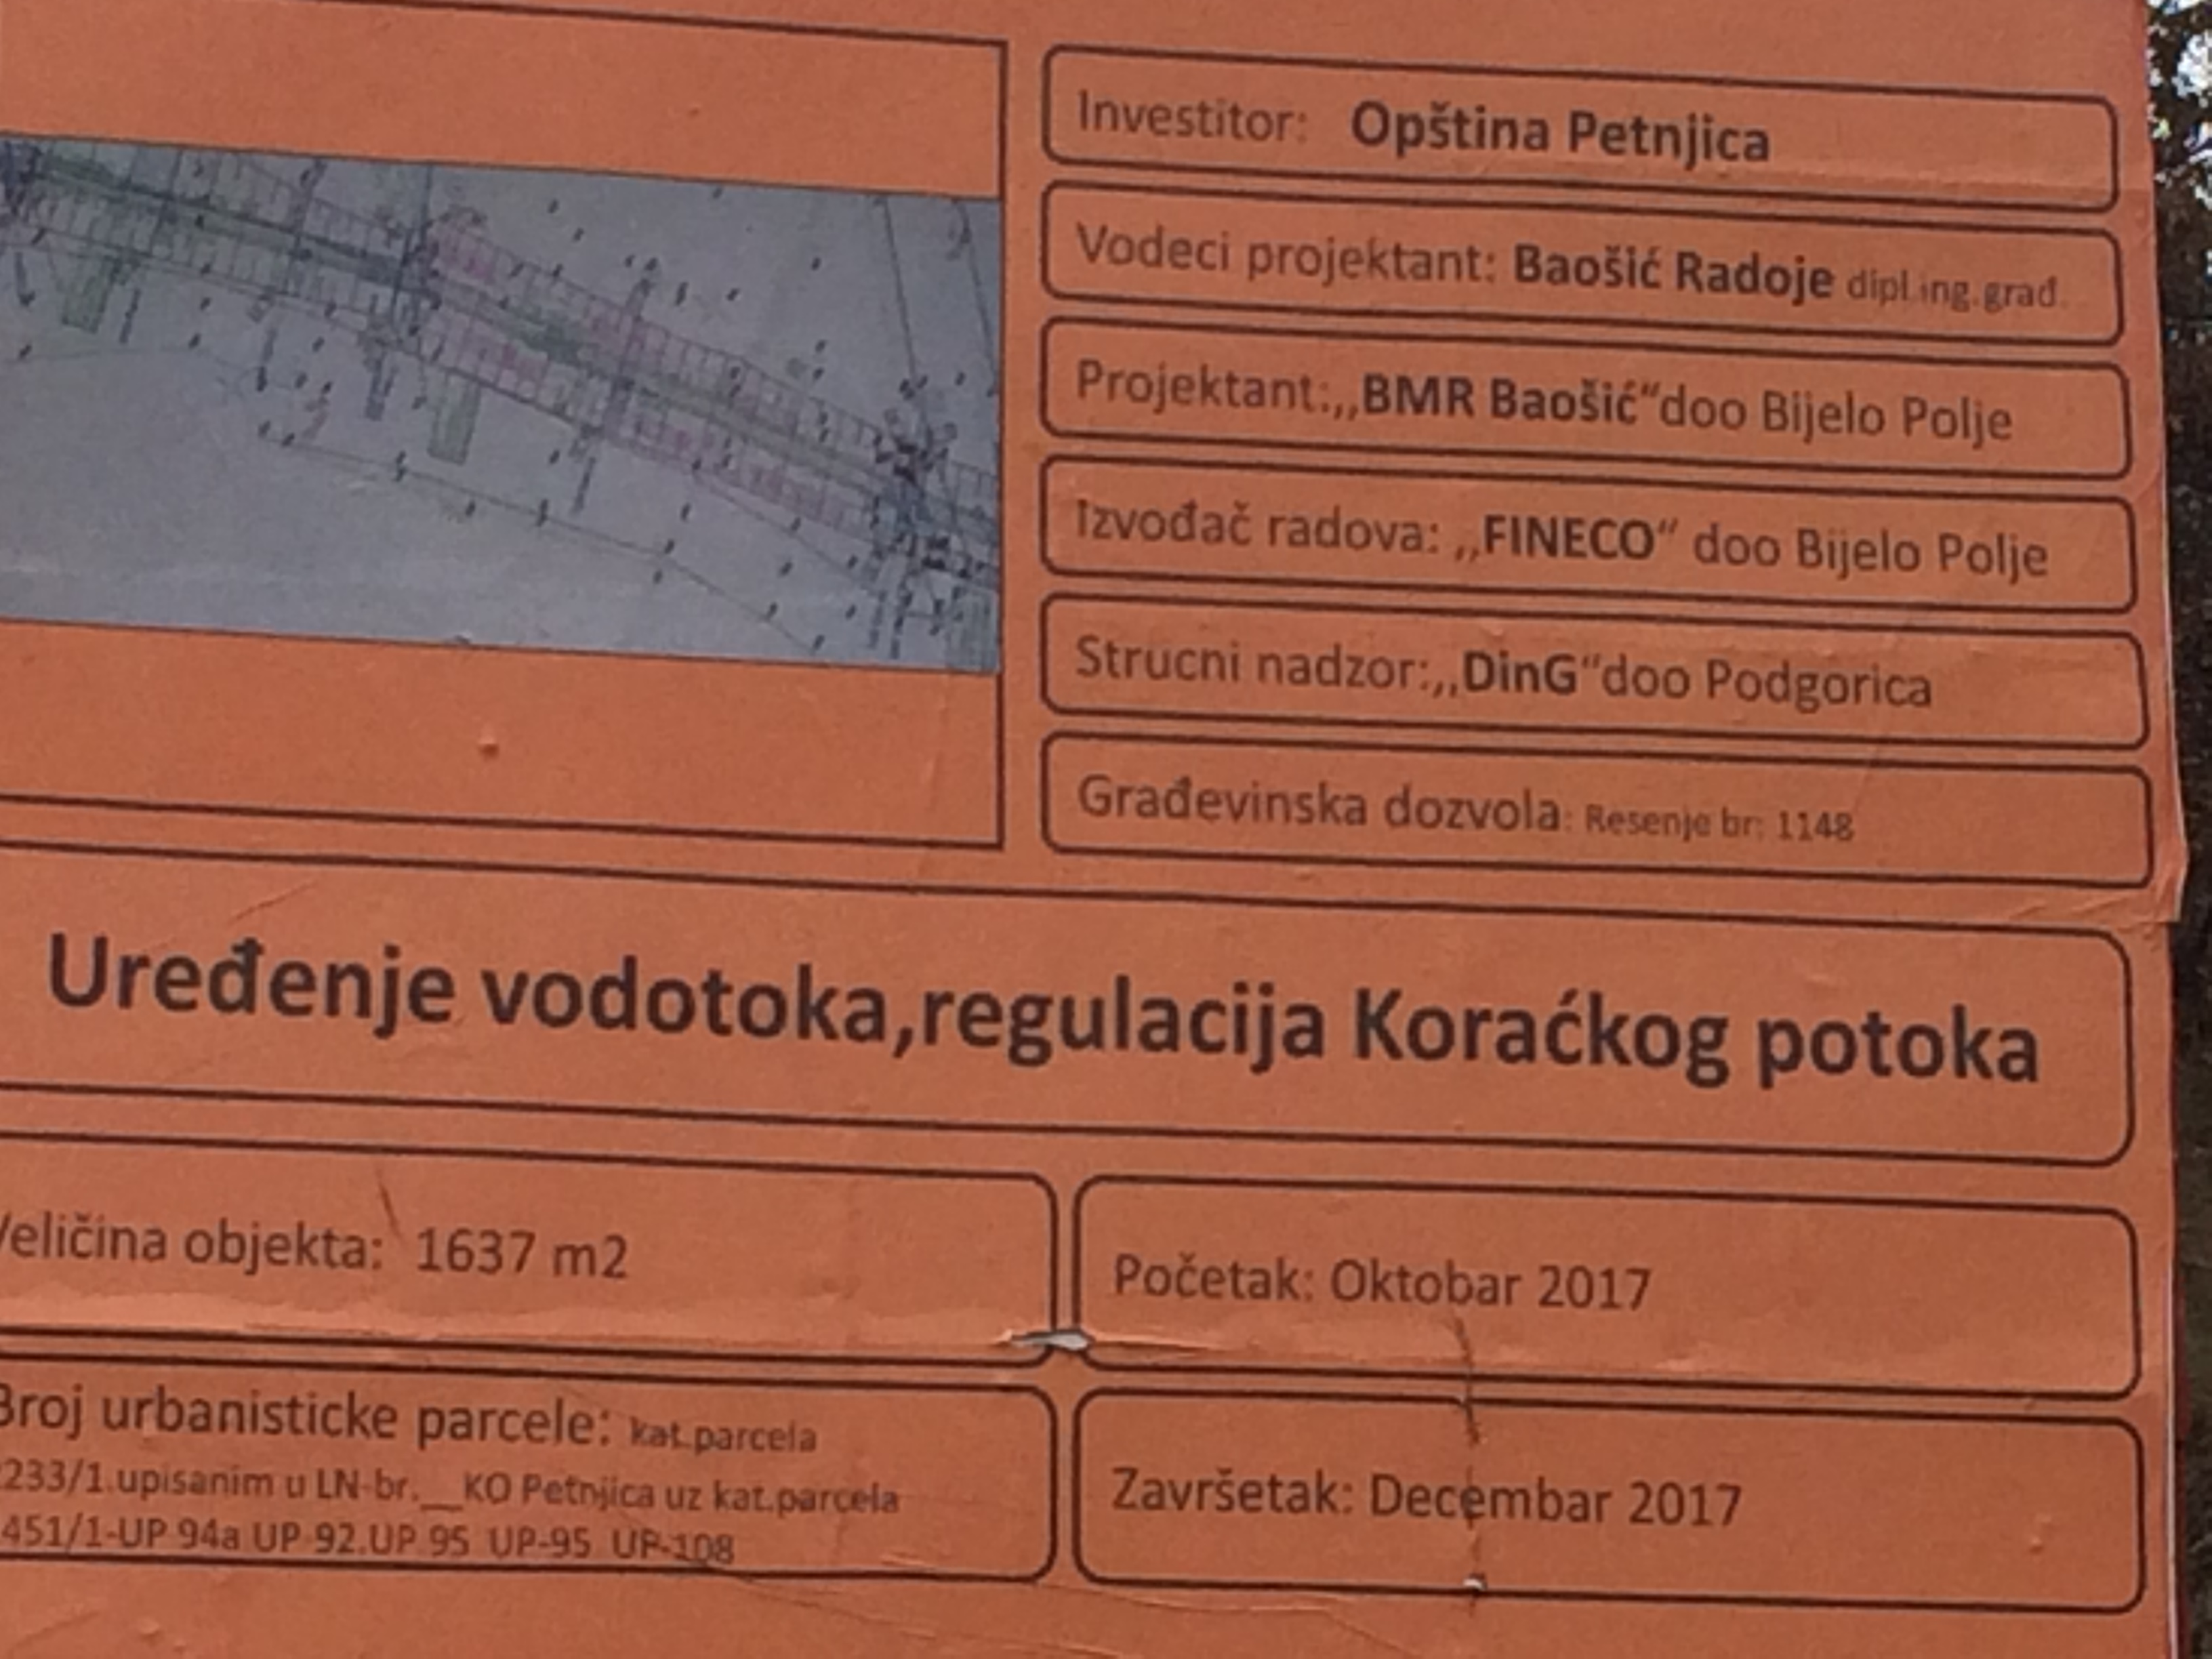 Investitor: Opština Petnjica
Vodeci projektant: Baošić Radoje dipl.ing.grad.
Projektant:,,BMR Baošić“doo Bijelo Polje
Izvođač radova: ,,FINECO“ doo Bijelo Polje
Strucni nadzor:,,DinG“doo Podgorica
Građevinska dozvola: Resenje br: 1148
Uređenje vodotoka,regulacija Koraćkog potoka
Veličina objekta: 1637 m2
Početak: Oktobar 2017
Broj urbanisticke parcele: kat.parcela
233/1.upisanim u LN-br.__KO Petnjica uz kat.parcela
451/1-UP 94a UP 92.UP 95 UP-95 UP-108
Završetak: Decembar 2017